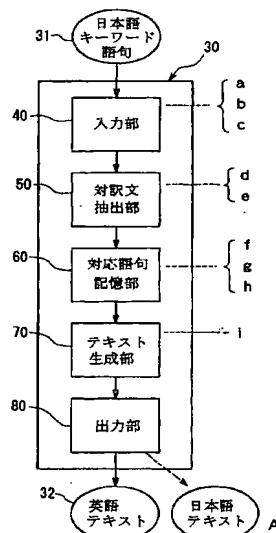 31
日本語
キーワード
語句
30
40
入力部
a
b
c
50
対訳文
抽出部
d
e
60
対応語句
記憶部
f
g
h
70
テキスト
生成部
i
80
出力部
32
英語
テキスト
日本語
テキスト
A